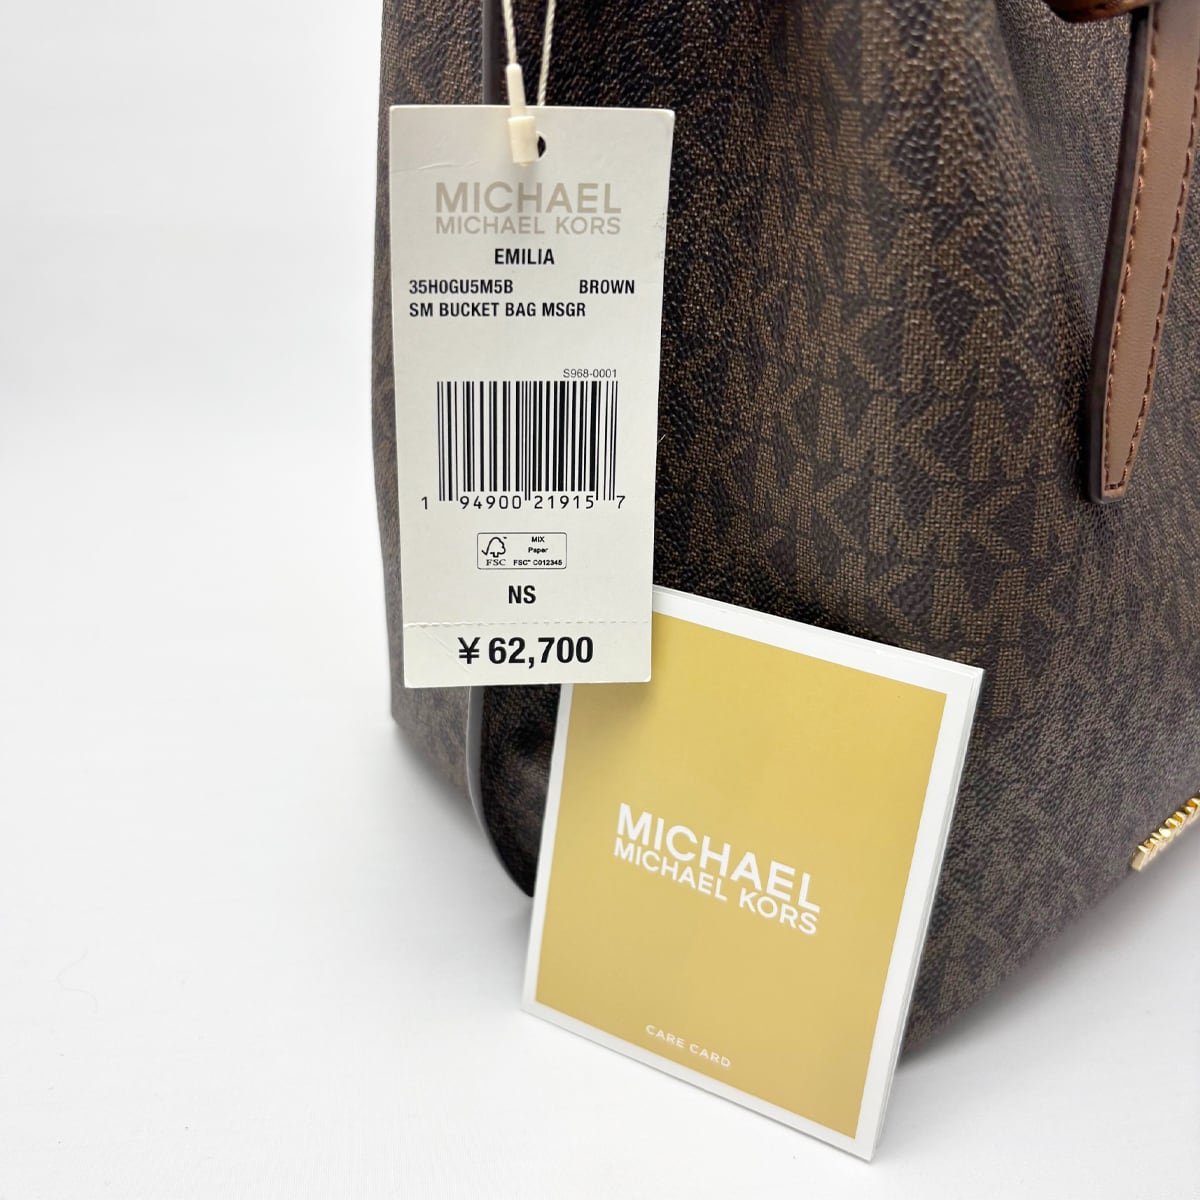 MICHAEL
MICHAEL KORS
EMILIA
35H0GU5M5B BROWN
SM BUCKET BAG MSGR
S968-0001
1 94900 21915 7
FSC
MIX
Paper
FSC™ C012345
NS
¥ 62,700
MICHAEL
MICHAEL KORS
CARE CARD